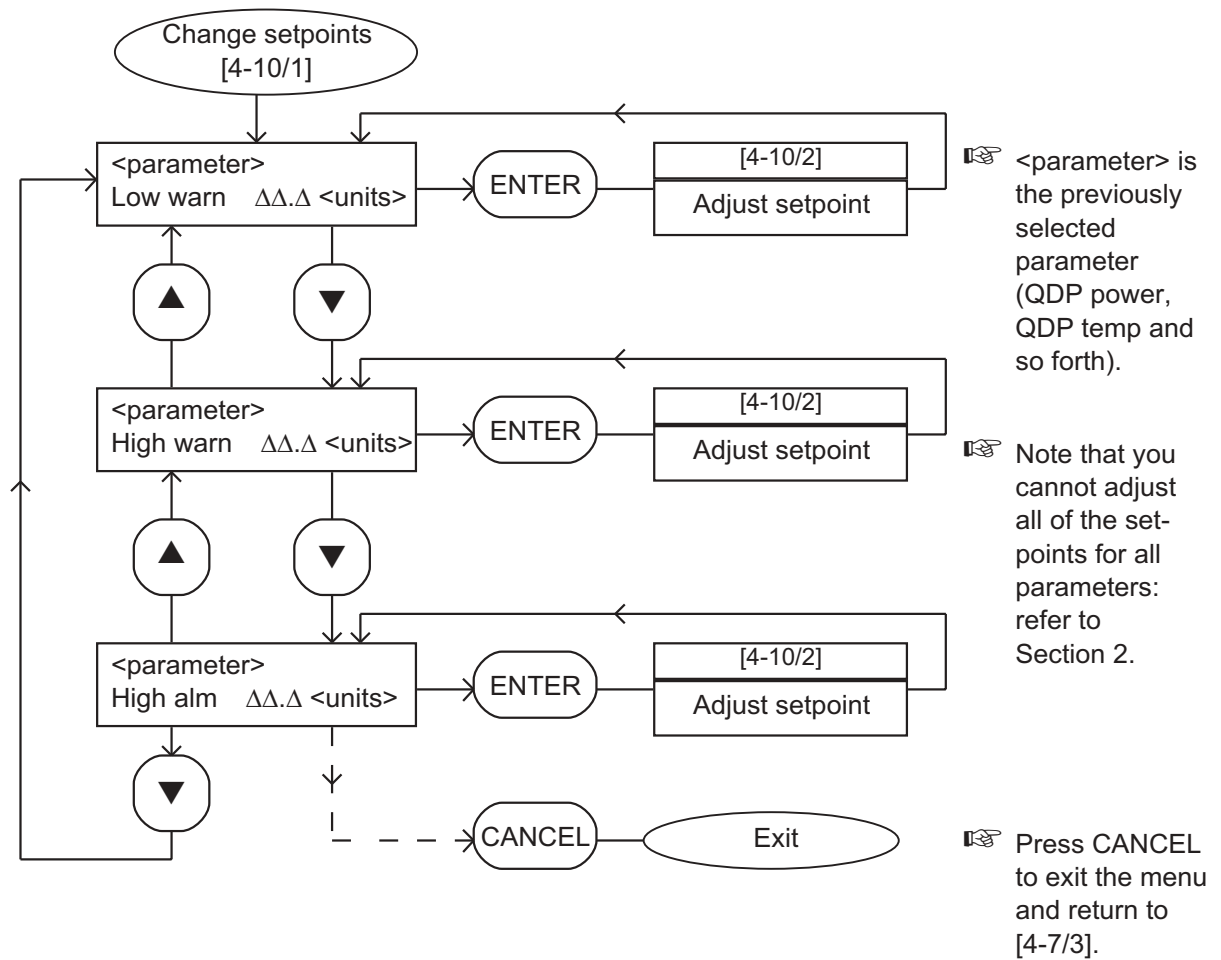 Change setpoints
[4-10/1]
<parameter>
Low warn ΔΔ.Δ <units>
ENTER
[4-10/2]
Adjust setpoint
☞ <parameter> is
the previously
selected
parameter
(QDP power,
QDP temp and
so forth).
▲
▼
<parameter>
High warn ΔΔ.Δ <units>
ENTER
[4-10/2]
Adjust setpoint
☞ Note that you
cannot adjust
all of the set-
points for all
parameters:
refer to
Section 2.
▲
▼
<parameter>
High alm ΔΔ.Δ <units>
ENTER
[4-10/2]
Adjust setpoint
▼
CANCEL
Exit
☞ Press CANCEL
to exit the menu
and return to
[4-7/3].